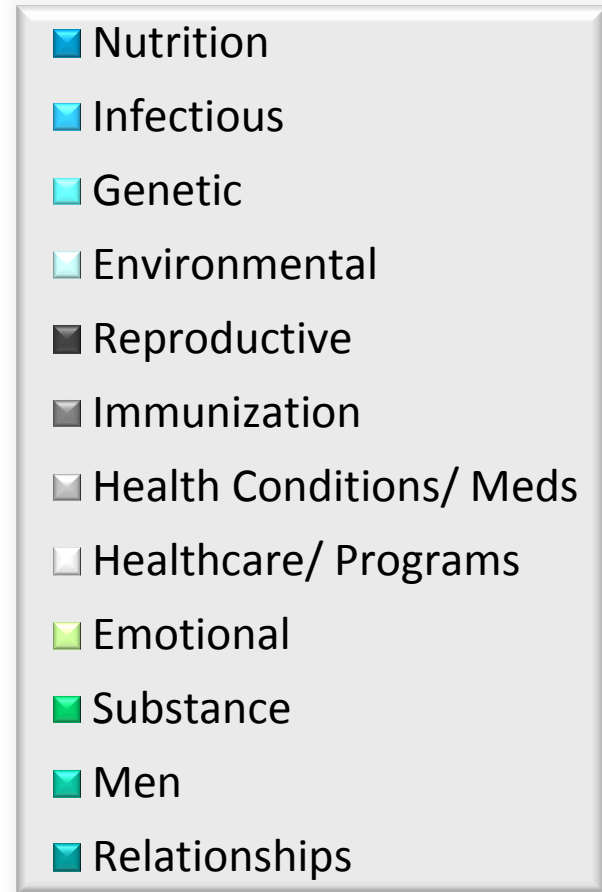 Nutrition
Infectious
Genetic
Environmental
Reproductive
Immunization
Health Conditions/ Meds
Healthcare/ Programs
Emotional
Substance
Men
Relationships